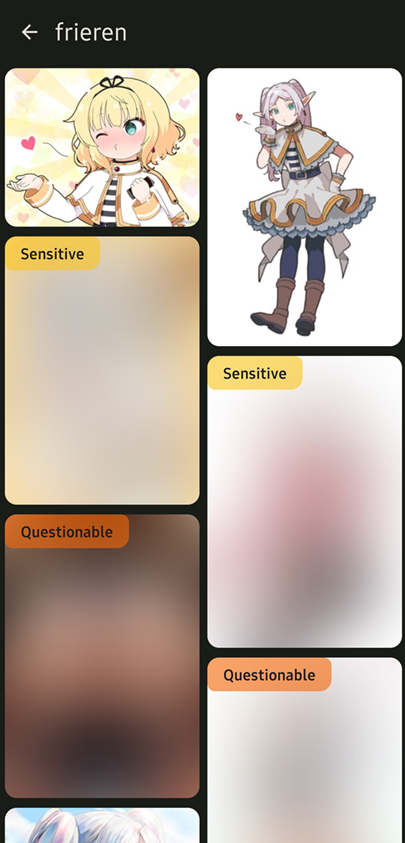 frieren
Sensitive
Sensitive
Questionable
Questionable